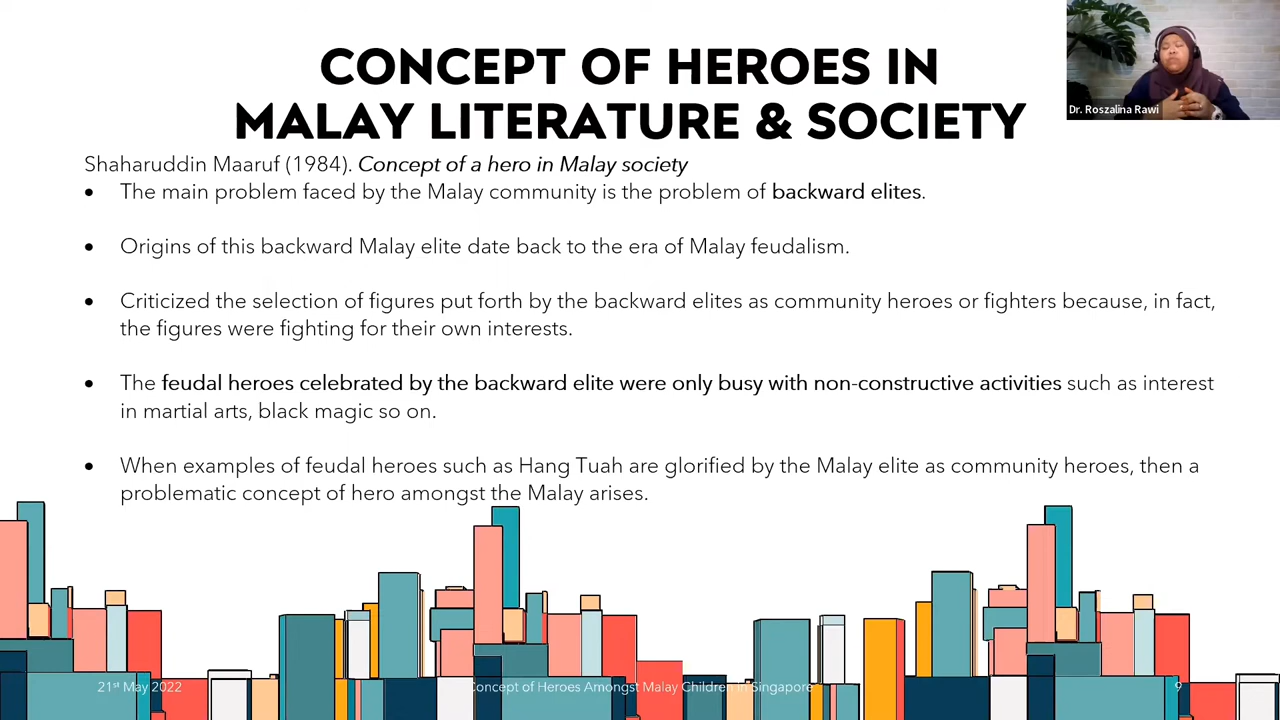 CONCEPT OF HEROES IN
MALAY LITERATURE & SOCIETY
Dr. Roszalina Rawi
Shaharuddin Maaruf (1984). Concept of a hero in Malay society
• The main problem faced by the Malay community is the problem of backward elites.
• Origins of this backward Malay elite date back to the era of Malay feudalism.
• Criticized the selection of figures put forth by the backward elites as community heroes or fighters because, in fact,
the figures were fighting for their own interests.
• The feudal heroes celebrated by the backward elite were only busy with non-constructive activities such as interest
in martial arts, black magic so on.
• When examples of feudal heroes such as Hang Tuah are glorified by the Malay elite as community heroes, then a
problematic concept of hero amongst the Malay arises.
21st May 2022
Concept of Heroes Amongst Malay Children in Singapore
9